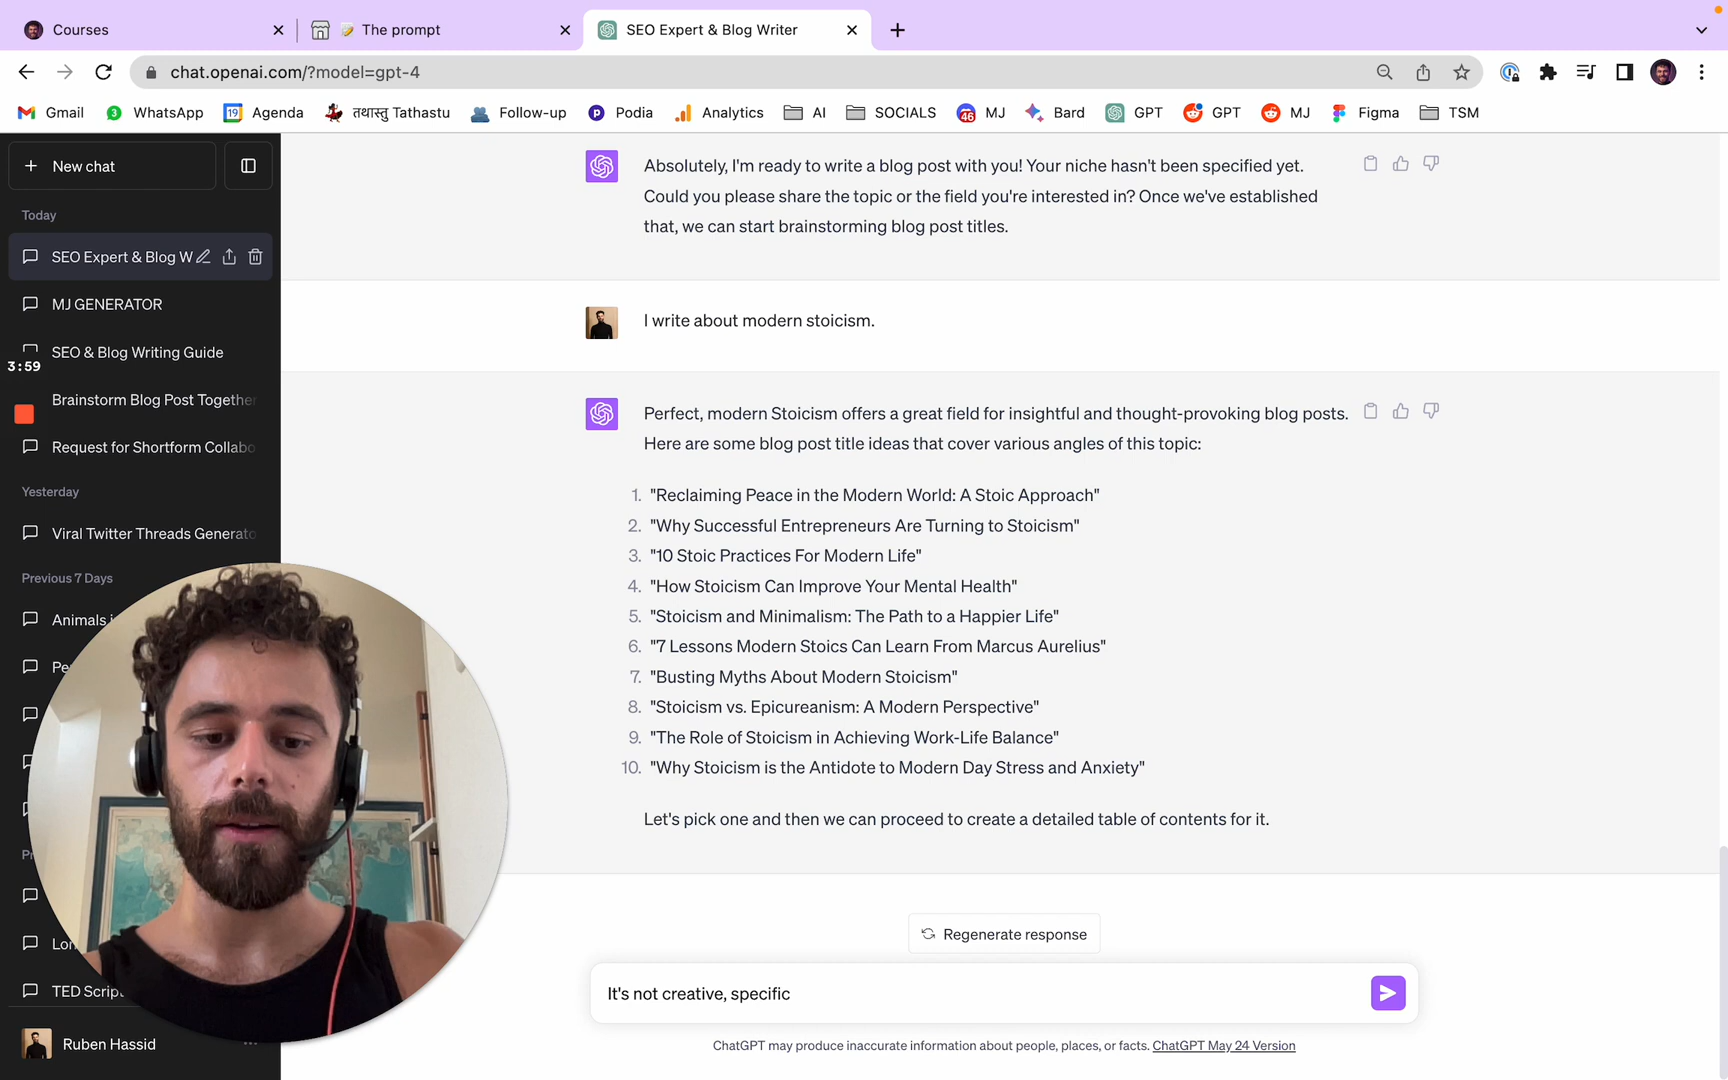 Courses
The prompt
SEO Expert & Blog Writer
chat.openai.com/?model=gpt-4
Gmail
3
WhatsApp
19
Agenda
तथास्तु Tathastu
Follow-up
Podia
Analytics
AI
SOCIALS
46
MJ
Bard
GPT
GPT
MJ
Figma
TSM
New chat
Today
SEO Expert & Blog W
MJ GENERATOR
SEO & Blog Writing Guide
3:59
Brainstorm Blog Post Together
Request for Shortform Collabo
Yesterday
Viral Twitter Threads Generato
Previous 7 Days
Animals i
Pe
Pr
Lon
TED Script
Ruben Hassid
Absolutely, I'm ready to write a blog post with you! Your niche hasn't been specified yet.
Could you please share the topic or the field you're interested in? Once we've established
that, we can start brainstorming blog post titles.
I write about modern stoicism.
Perfect, modern Stoicism offers a great field for insightful and thought-provoking blog posts.
Here are some blog post title ideas that cover various angles of this topic:
1. "Reclaiming Peace in the Modern World: A Stoic Approach"
2. "Why Successful Entrepreneurs Are Turning to Stoicism"
3. "10 Stoic Practices For Modern Life"
4. "How Stoicism Can Improve Your Mental Health"
5. "Stoicism and Minimalism: The Path to a Happier Life"
6. "7 Lessons Modern Stoics Can Learn From Marcus Aurelius"
7. "Busting Myths About Modern Stoicism"
8. "Stoicism vs. Epicureanism: A Modern Perspective"
9. "The Role of Stoicism in Achieving Work-Life Balance"
10. "Why Stoicism is the Antidote to Modern Day Stress and Anxiety"
Let's pick one and then we can proceed to create a detailed table of contents for it.
Regenerate response
It's not creative, specific
ChatGPT may produce inaccurate information about people, places, or facts. ChatGPT May 24 Version